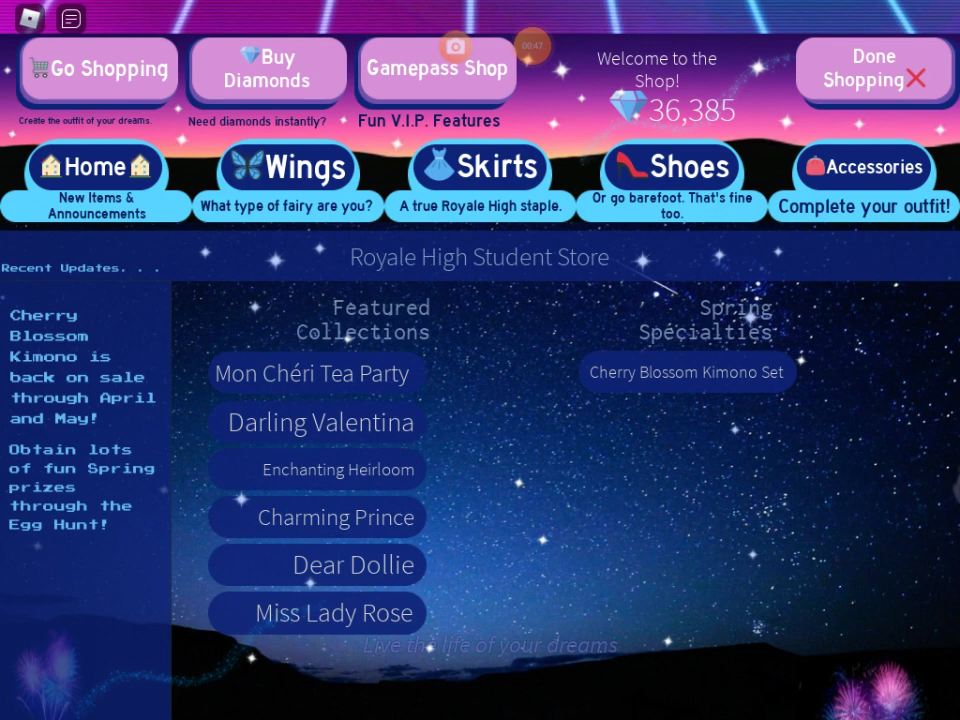 00:47
Go Shopping
Create the outfit of your dreams.
Buy
Diamonds
Need diamonds instantly?
Gamepass Shop
Fun V.I.P. Features
Welcome to the
Shop!
36,385
Done
Shopping
Home
New Items &
Announcements
Wings
What type of fairy are you?
Skirts
A true Royale High staple.
Shoes
Or go barefoot. That's fine
too.
Accessories
Complete your outfit!
Royale High Student Store
Recent Updates. . .
Cherry
Blossom
Kimono is
back on sale
through April
and May!
Obtain lots
of fun Spring
prizes
through the
Egg Hunt!
Featured
Collections
Mon Chéri Tea Party
Darling Valentina
Enchanting Heirloom
Charming Prince
Dear Dollie
Miss Lady Rose
Spring
Specialties
Cherry Blossom Kimono Set
Live the life of your dreams